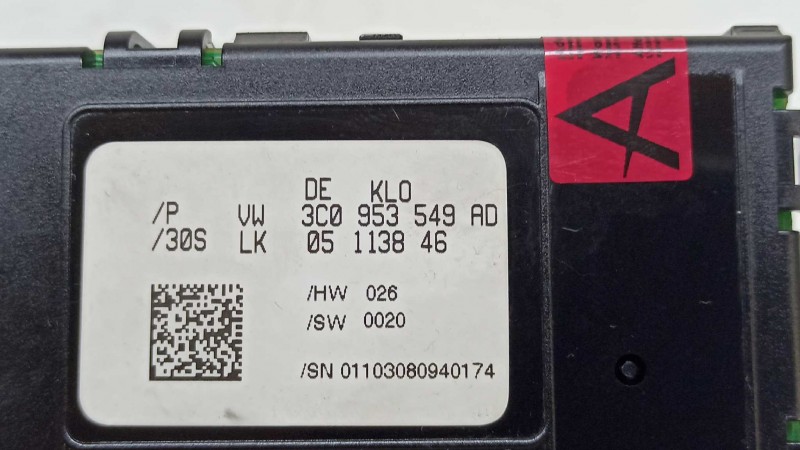 DE KLO
/P VW 3C0 953 549 AD
/30S LK 05 1138 46
/HW 026
/SW 0020
/SN 01103080940174
A